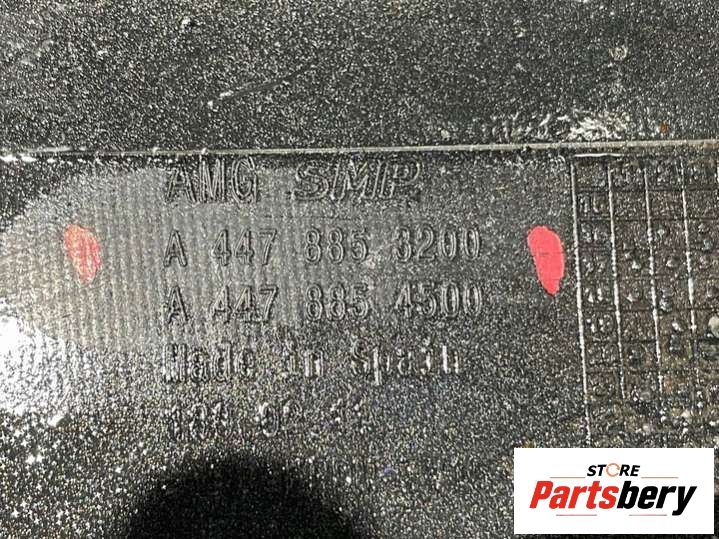 AMG SMP
A 447 885 3200
A 447 885 4500
Made in Spain
STORE
Partsbery